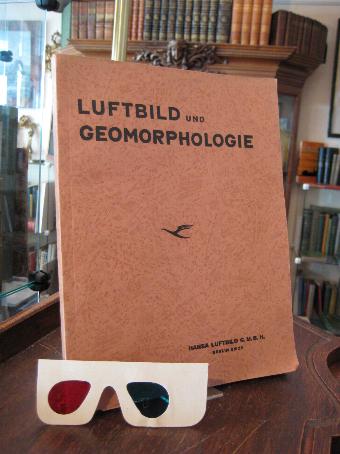 LUFTBILD UND
GEOMORPHOLOGIE
HANSA LUFTBILD G. M. B. H.